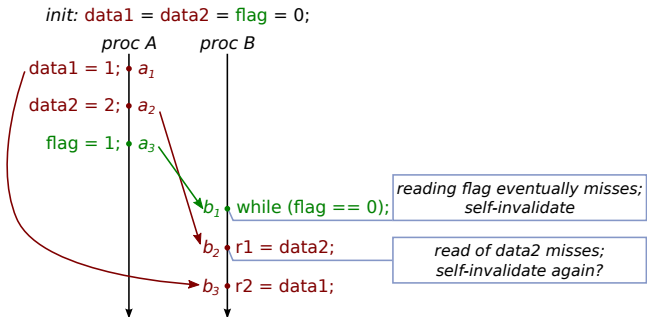 init: data1 = data2 = flag = 0;
proc A proc B
data1 = 1; a1
data2 = 2; a2
flag = 1; a3
b1 while (flag == 0);
reading flag eventually misses;
self-invalidate
b2 r1 = data2;
read of data2 misses;
self-invalidate again?
b3 r2 = data1;